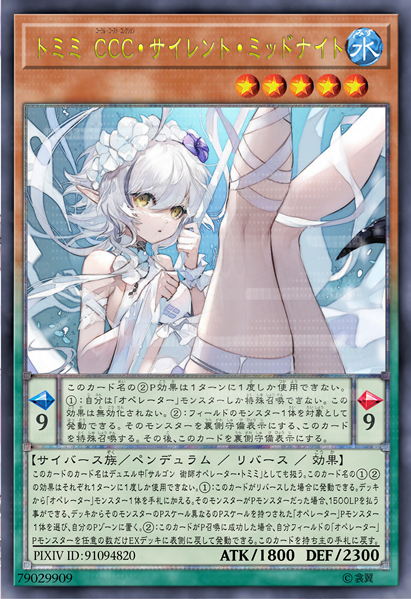 トミミ CCC・サイレント・ミッドナイト
水
このカード名の②P効果は1ターンに1度しか使用できない。
①:自分は「オペレーター」モンスターしかP特殊召喚できない。この
効果は無効化されない。②:フィールドのモンスター1体を対象として
発動できる。そのモンスターを裏側守備表示にする、このカード
を特殊召喚する。その後、このカードを裏側守備表示にする。
9
9
【サイバース族/ペンデュラム/リバース/効果】
このカードのカード名はデュエル中「サルゴン 術師オペレーター・トミミ」としても扱う。このカード名の①②
の効果はそれぞれ1ターンに1度しか使用できない。①:このカードがリバースした場合に発動できる。デッキ
から「オペレーター」モンスター1体を手札に加える。そのモンスターがPモンスターだった場合、1500LPを払う
事ができる。デッキからそのモンスターのPスケール異なるのPスケールを持つされた「オペレーター」Pモンスター
1体を選び、自分のPゾーンに置く。②:このカードがP召喚に成功した場合、自分フィールドの「オペレーター」
Pモンスターを任意の数だけEXデッキに表側に戻して発動できる。このカードを持ち主の手札に戻す。
PIXIV ID:91094820
ATK/1800 DEF/2300
79029909
©袞翼